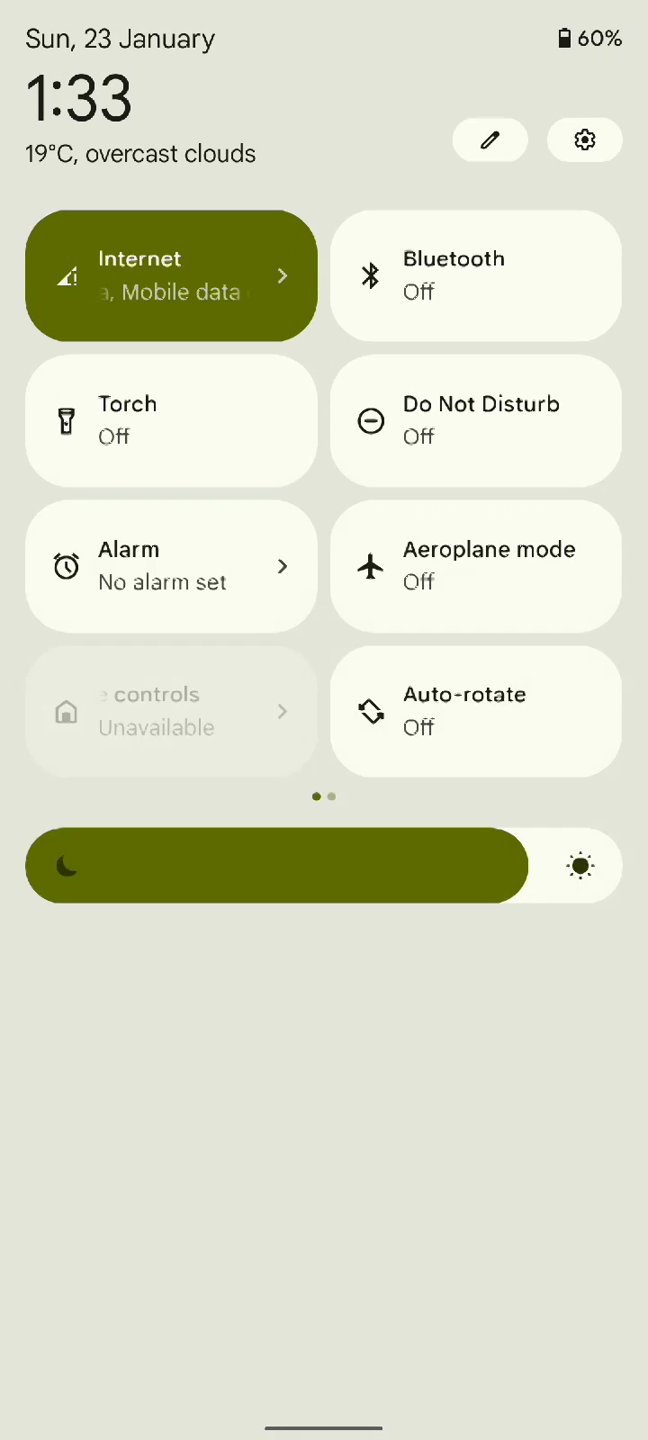 Sun, 23 January
60%
1:33
19°C, overcast clouds
Internet
a, Mobile data
Bluetooth
Off
Torch
Off
Do Not Disturb
Off
Alarm
No alarm set
Aeroplane mode
Off
e controls
Unavailable
Auto-rotate
Off